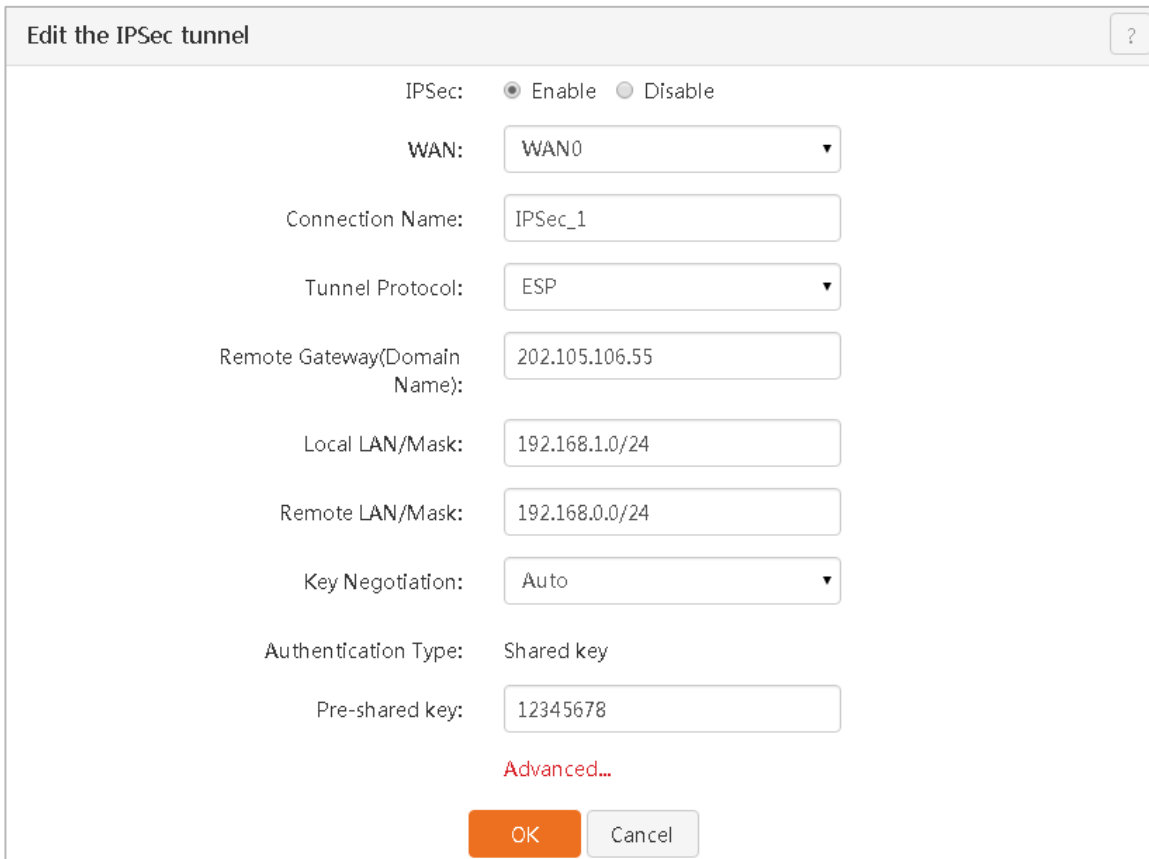 Edit the IPSec tunnel ?
IPSec: Enable Disable
WAN: WAN0
Connection Name: IPSec_1
Tunnel Protocol: ESP
Remote Gateway(Domain
Name): 202.105.106.55
Local LAN/Mask: 192.168.1.0/24
Remote LAN/Mask: 192.168.0.0/24
Key Negotiation: Auto
Authentication Type: Shared key
Pre-shared key: 12345678
Advanced...
OK Cancel